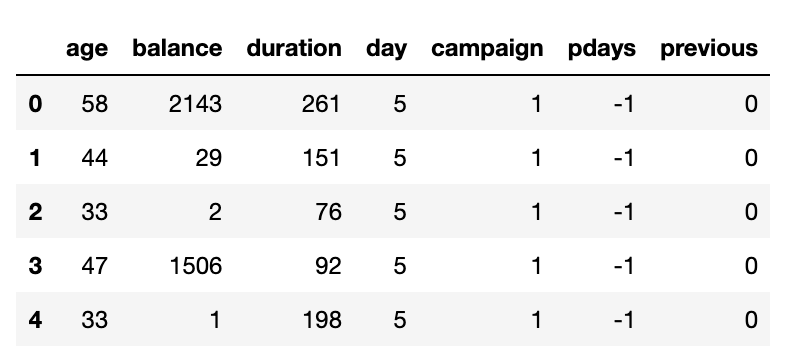 age balance duration day campaign pdays previous
0 58 2143 261 5 1 -1 0
1 44 29 151 5 1 -1 0
2 33 2 76 5 1 -1 0
3 47 1506 92 5 1 -1 0
4 33 1 198 5 1 -1 0